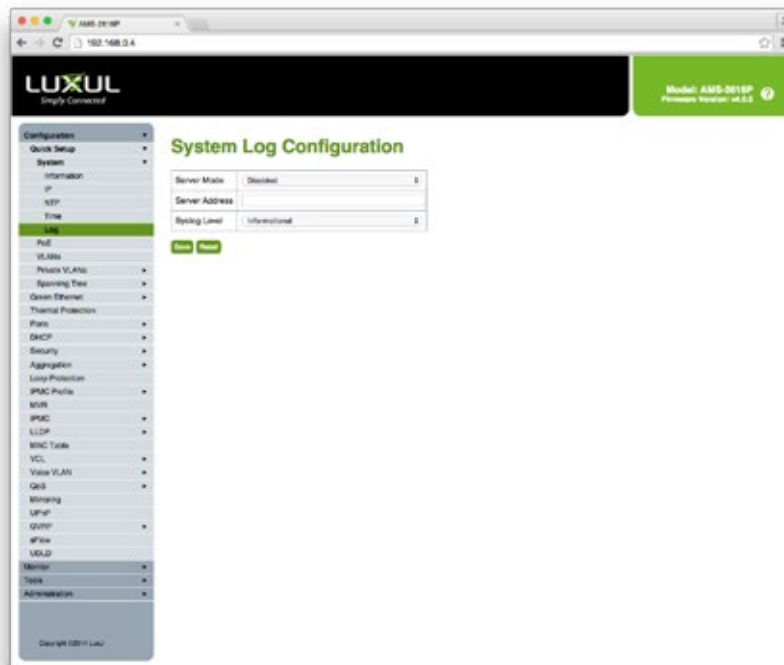 192.168.0.4
LUXUL
Simply Connected
Model: AMS-2616P
Configuration
Quick Setup
System
Information
IP
NTP
Time
Log
PoE
VLANs
Private VLANs
Spanning Tree
Green Ethernet
Thermal Protection
Ports
DHCP
Security
Aggregation
Loop Protection
IPMC Profile
MVR
IPMC
LLDP
MAC Table
VCL
Voice VLAN
QoS
Mirroring
UPnP
GVRP
sFlow
UDLD
Monitor
Tools
Administration
System Log Configuration
Server Mode
Disabled
Server Address
Syslog Level
Informational
Save Reset